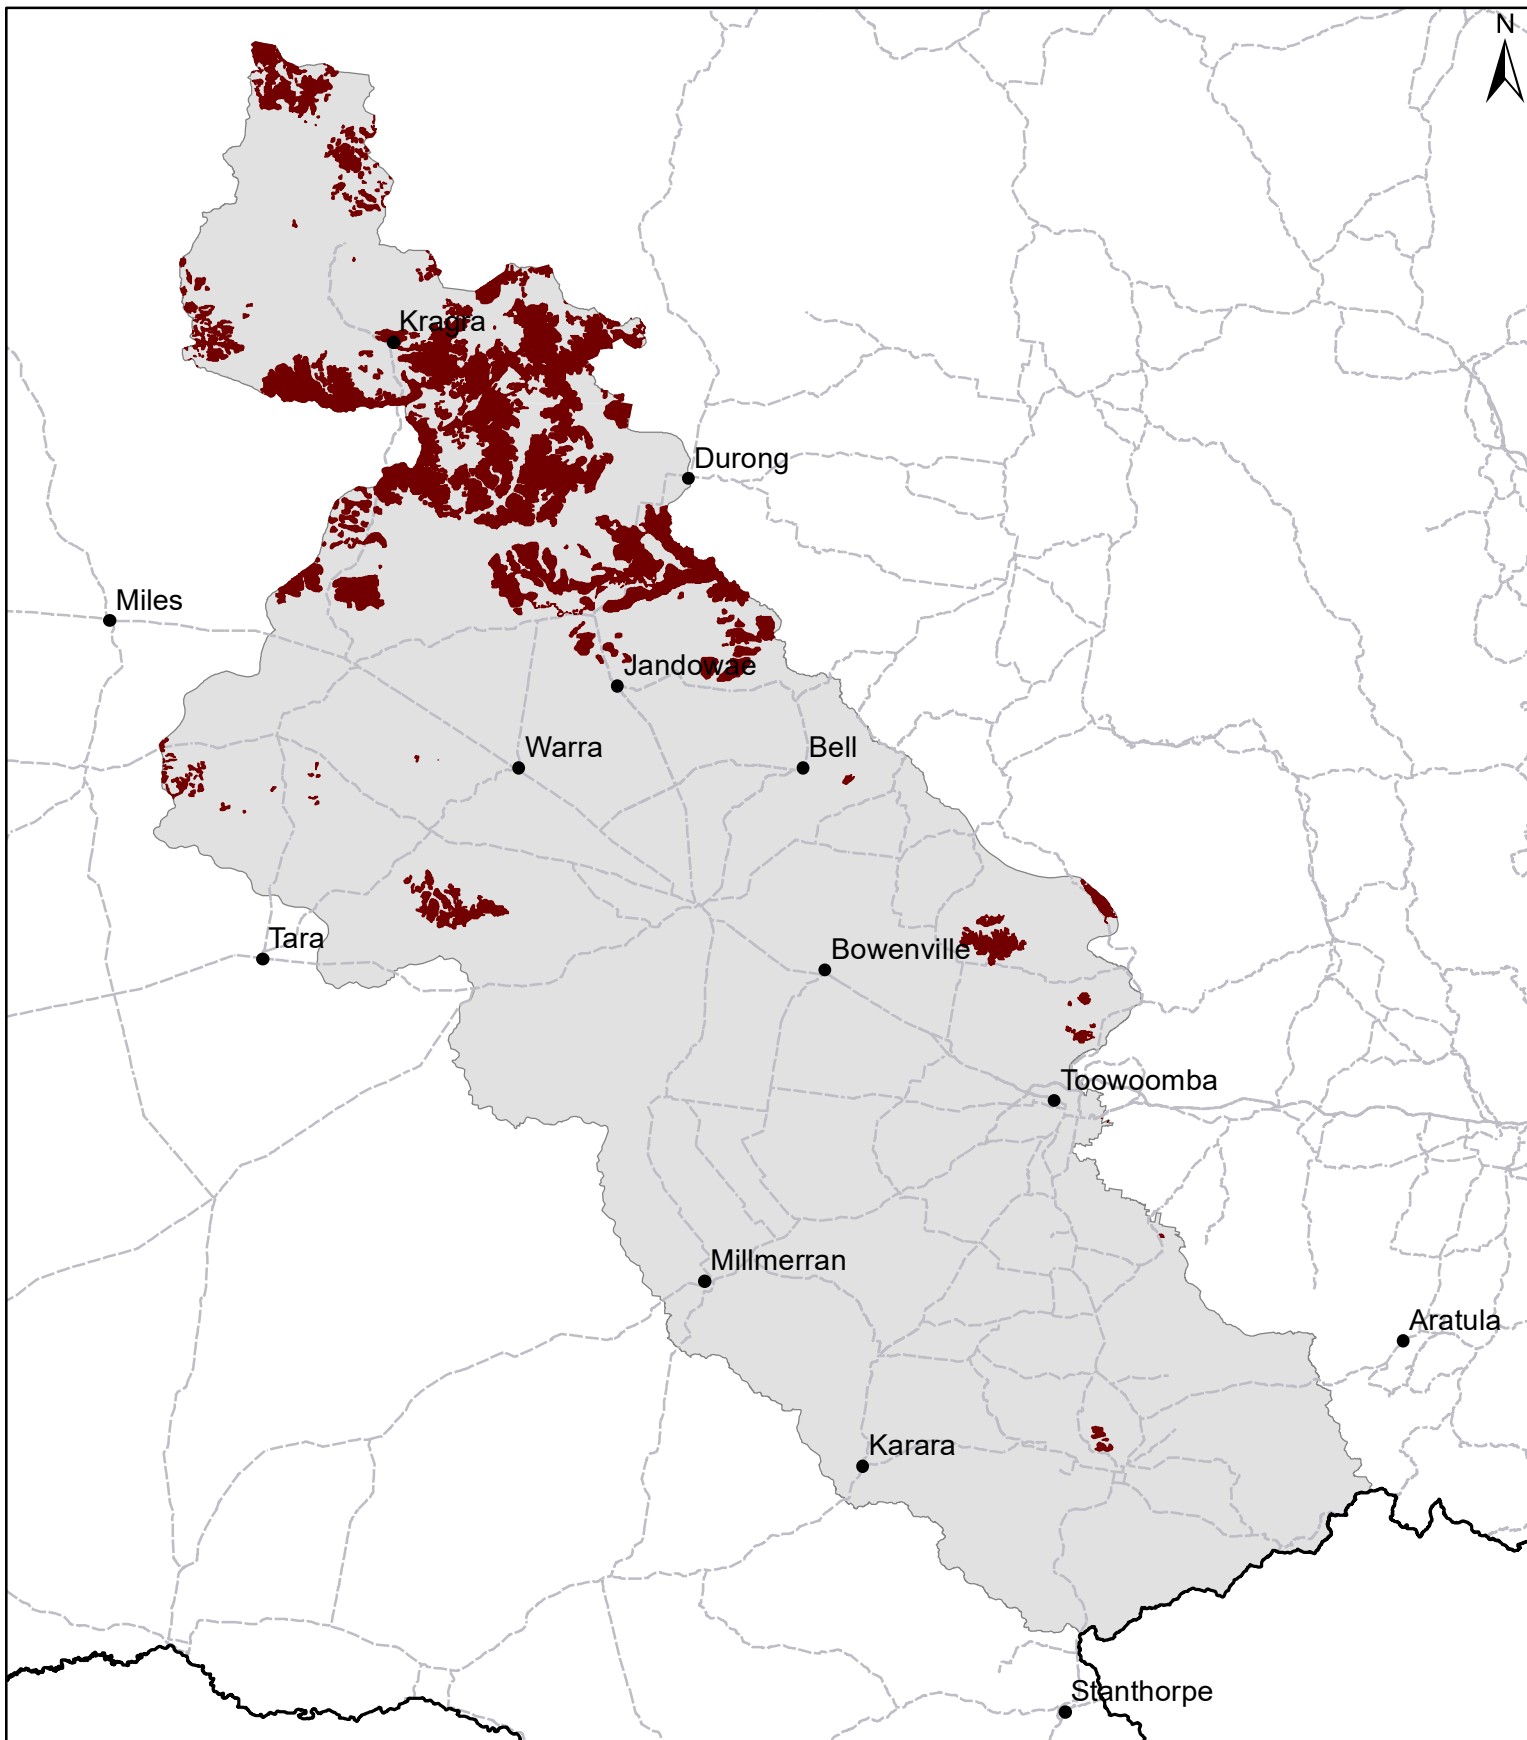 N
Kragra
Durong
Miles
Jandowae
Warra
Bell
Tara
Bowenville
Toowoomba
Millmerran
Aratula
Karara
Stanthorpe